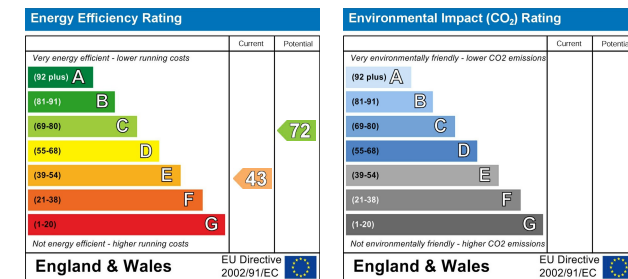 Energy Efficiency Rating
Current Potential
Very energy efficient - lower running costs
(92 plus) A
(81-91) B
(69-80) C
72
(55-68) D
(39-54) E
43
(21-38) F
(1-20) G
Not energy efficient - higher running costs
England & Wales
EU Directive
2002/91/EC
Environmental Impact (CO₂) Rating
Current Potentia
Very environmentally friendly - lower CO2 emissions
(92 plus) A
(81-91) B
(69-80) C
(55-68) D
(39-54) E
(21-38) F
(1-20) G
Not environmentally friendly - higher CO2 emissions
England & Wales
EU Directive
2002/91/EC